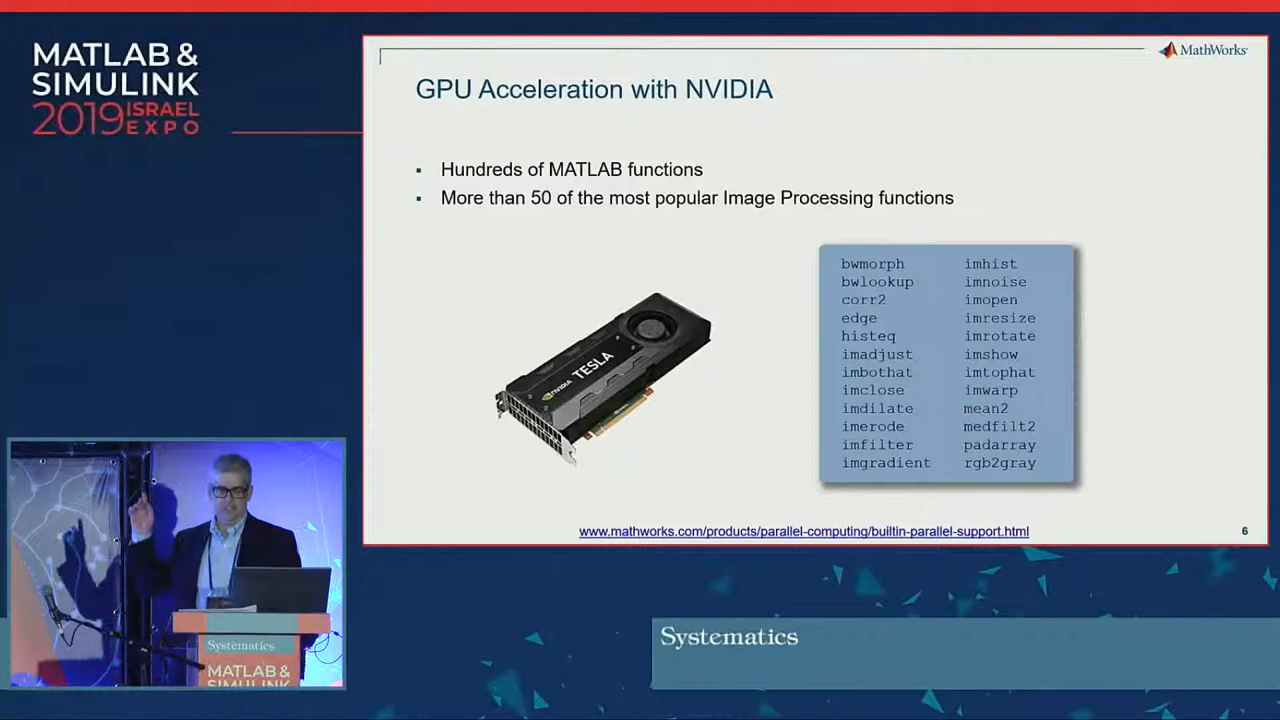 MATLAB &
SIMULINK
2019 ISRAEL
EXPO
MathWorks
GPU Acceleration with NVIDIA
▪ Hundreds of MATLAB functions
▪ More than 50 of the most popular Image Processing functions
NVIDIA TESLA
bwmorph imhist
bwlookup imnoise
corr2 imopen
edge imresize
histeq imrotate
imadjust imshow
imbothat imtophat
imclose imwarp
imdilate mean2
imerode medfilt2
imfilter padarray
imgradient rgb2gray
www.mathworks.com/products/parallel-computing/builtin-parallel-support.html
6
Systematics
MATLAB &
SIMULINK
Systematics